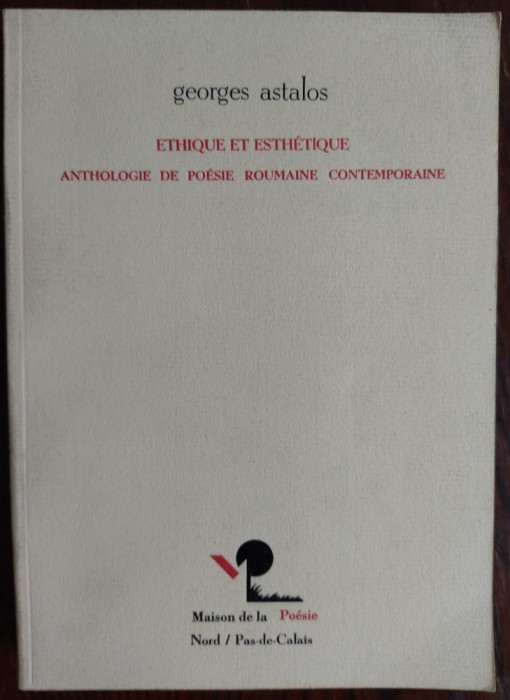 georges astalos
ETHIQUE ET ESTHÉTIQUE
ANTHOLOGIE DE POÉSIE ROUMAINE CONTEMPORAINE
Maison de la Poésie
Nord / Pas-de-Calais